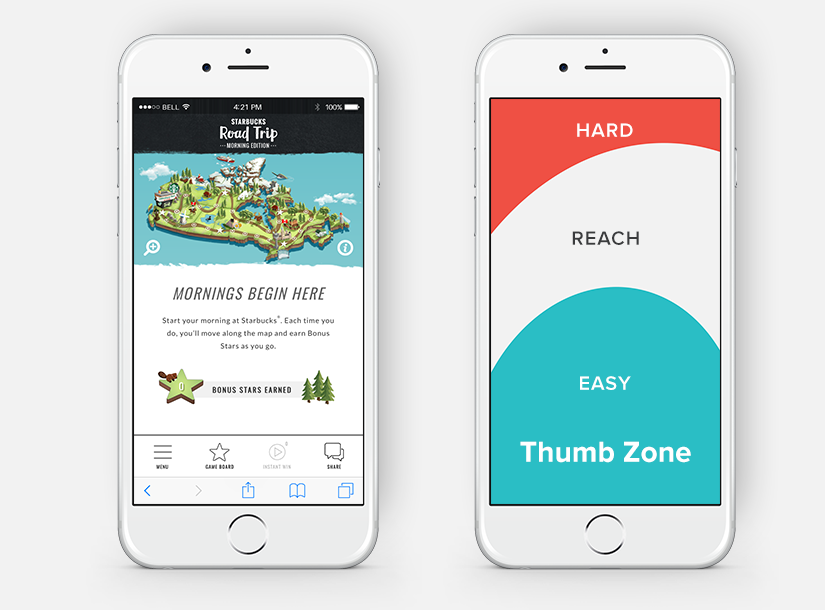 ●●●○○ BELL
4:21 PM
100%
STARBUCKS
Road Trip
MORNING EDITION
i
MORNINGS BEGIN HERE
Start your morning at Starbucks®. Each time you
do, you'll move along the map and earn Bonus
Stars as you go.
0
BONUS STARS EARNED
MENU
GAME BOARD
INSTANT WIN
SHARE
HARD
REACH
EASY
Thumb Zone